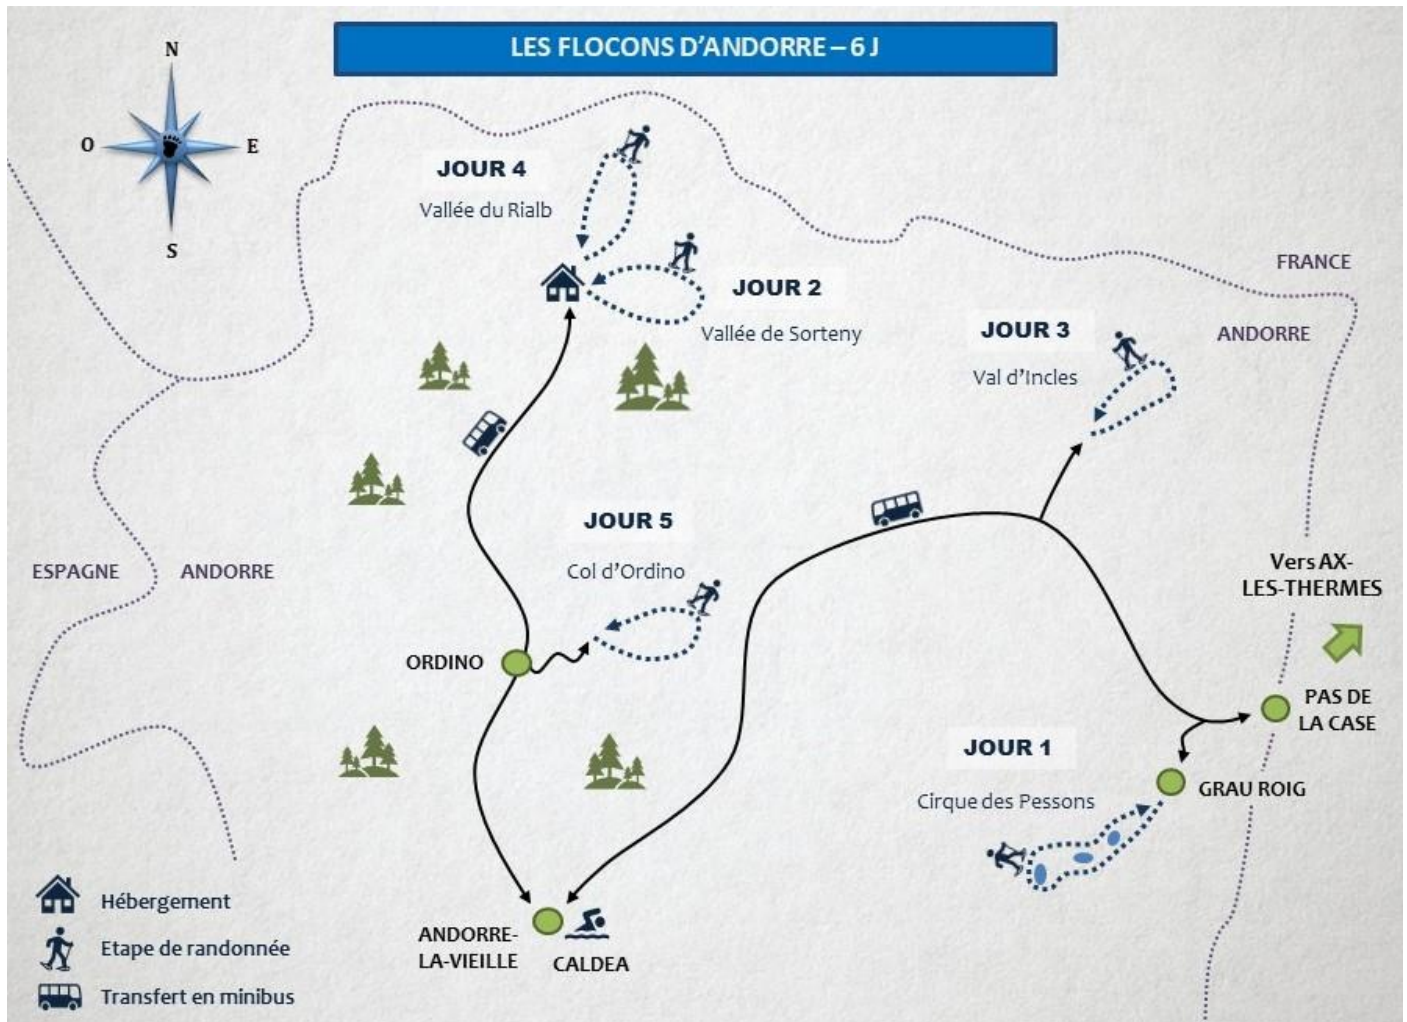 LES FLOCONS D'ANDORRE – 6 J
N
O
E
S
JOUR 4
Vallée du Rialb
JOUR 2
Vallée de Sorteny
FRANCE
ANDORRE
JOUR 3
Val d'Incles
JOUR 5
Col d'Ordino
ESPAGNE
ANDORRE
Vers AX-
LES-THERMES
ORDINO
PAS DE
LA CASE
JOUR 1
Cirque des Pessons
GRAU ROIG
ANDORRE-
LA-VIEILLE
CALDEA
Hébergement
Etape de randonnée
Transfert en minibus